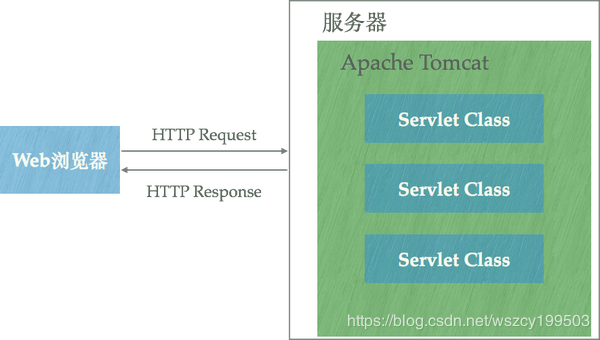 服务器
Apache Tomcat
Servlet Class
HTTP Request
Web浏览器
Servlet Class
HTTP Response
Servlet Class
https://blog.csdn.net/wszcy199503